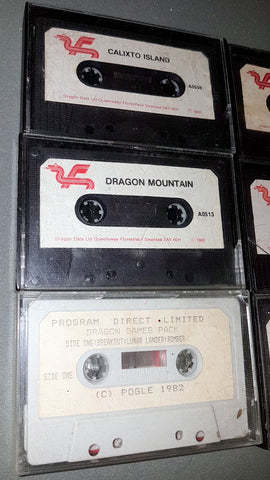 CALIXTO ISLAND
A0506
Dragon Data Ltd Queensway Fforestfach Swansea SA5 4EH © 1982
DRAGON MOUNTAIN
A0513
Dragon Data Ltd Queensway Fforestfach Swansea SA5 4EH © 1982
PROGRAM DIRECT LIMITED
DRAGON GAMES PACK
SIDE ONE:BREAKOUT:LUNAR LANDER:BOMBER
SIDE ONE
(C) POGLE 1982